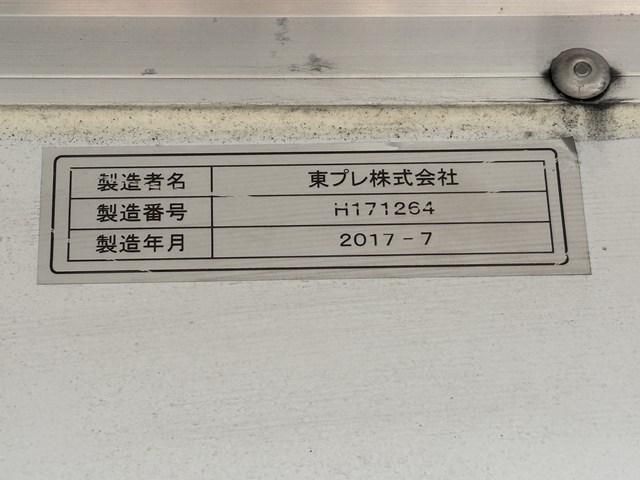 製造者名 東プレ株式会社
製造番号 H171264
製造年月 2017-7